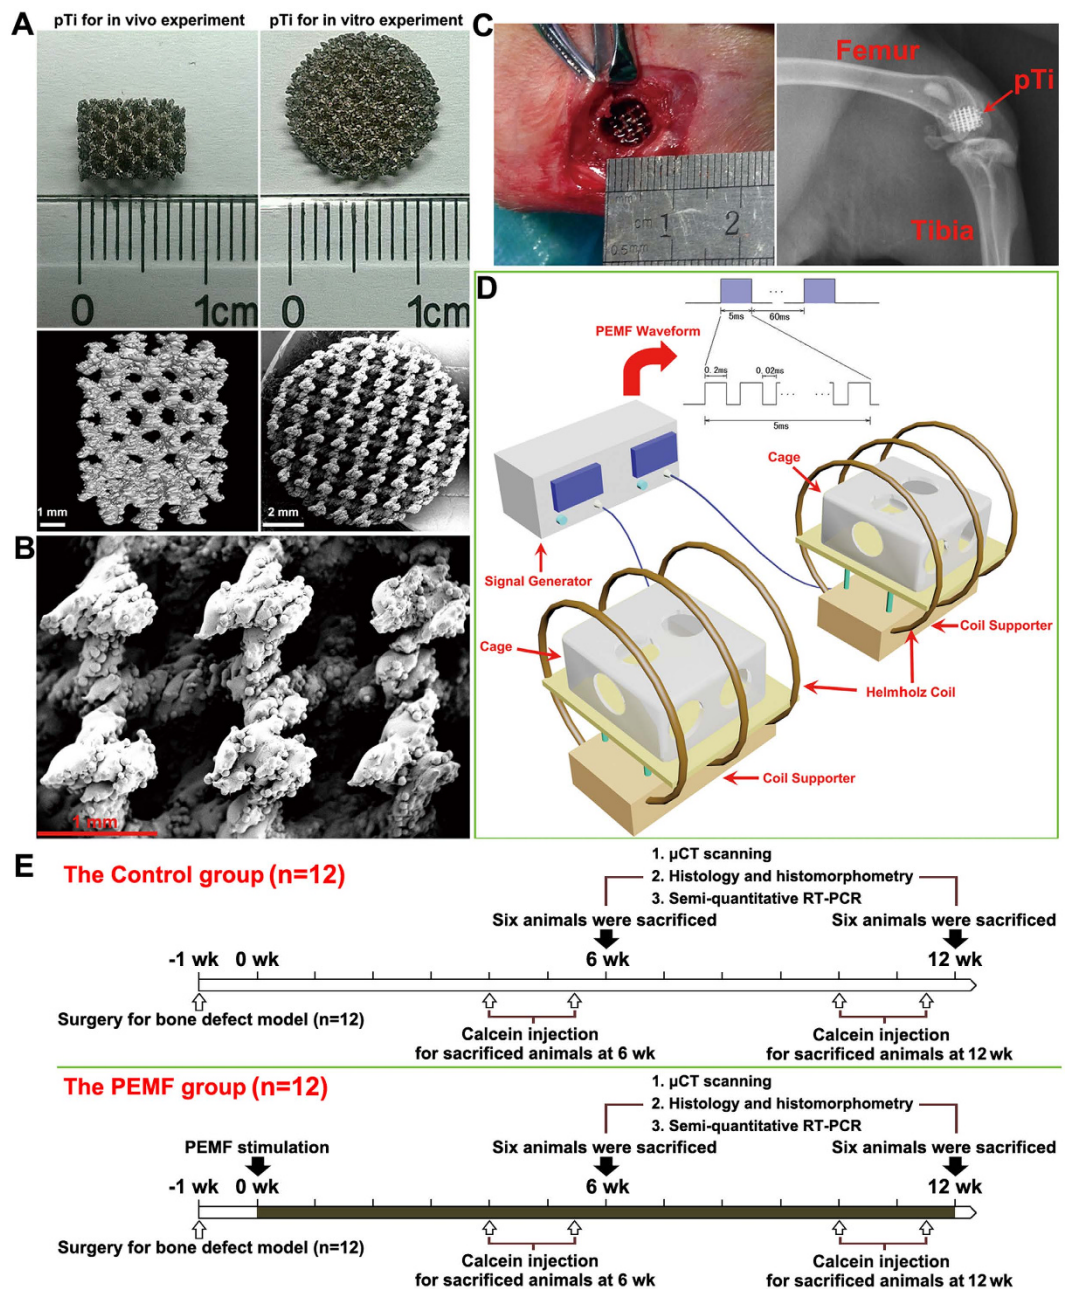 A
pTi for in vivo experiment
pTi for in vitro experiment
0
1cm
0
1cm
1 mm
2 mm
B
1 mm
C
mm
cm
1
2
0.5mm
Femur
pTi
Tibia
D
5ms
60ms
PEMF Waveform
0.2ms
0.02ms
5ms
Signal Generator
Cage
Coil Supporter
Cage
Helmholz Coil
Coil Supporter
E
The Control group (n=12)
1. μCT scanning
2. Histology and histomorphometry
3. Semi-quantitative RT-PCR
Six animals were sacrificed
Six animals were sacrificed
-1 wk
0 wk
6 wk
12 wk
Surgery for bone defect model (n=12)
Calcein injection
for sacrificed animals at 6 wk
Calcein injection
for sacrificed animals at 12 wk
The PEMF group (n=12)
1. μCT scanning
2. Histology and histomorphometry
3. Semi-quantitative RT-PCR
PEMF stimulation
Six animals were sacrificed
Six animals were sacrificed
-1 wk
0 wk
6 wk
12 wk
Surgery for bone defect model (n=12)
Calcein injection
for sacrificed animals at 6 wk
Calcein injection
for sacrificed animals at 12 wk